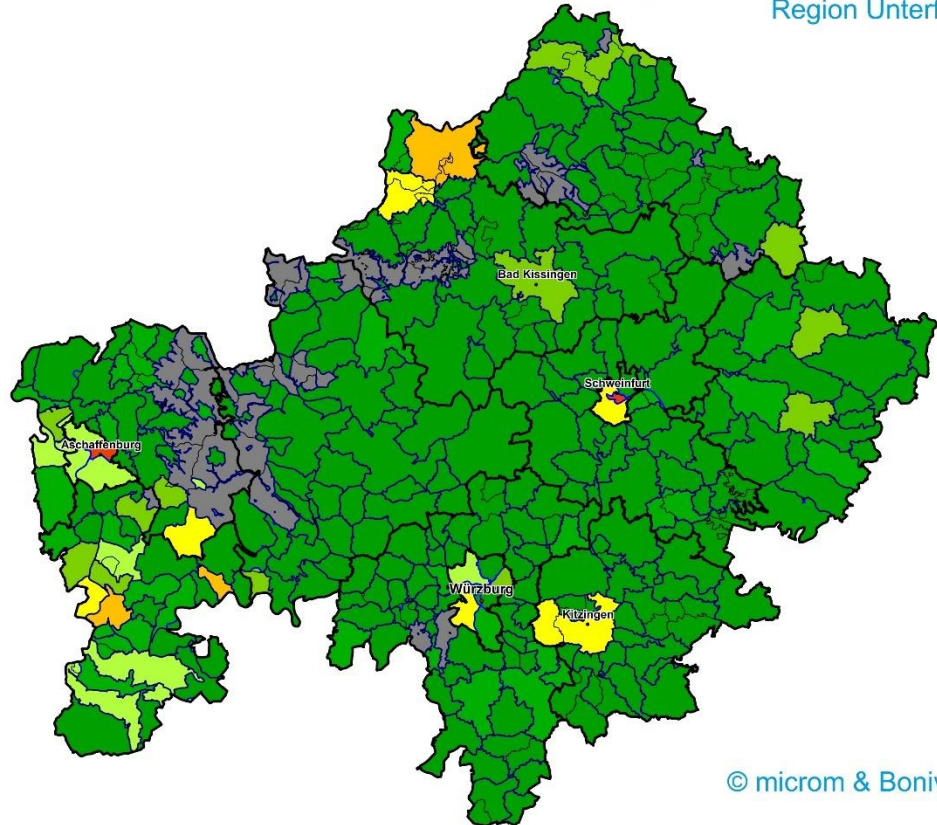 Region Unterf
Bad Kissingen
Schweinfurt
Aschaffenburg
Würzburg
Kitzingen
© microm & Boniv